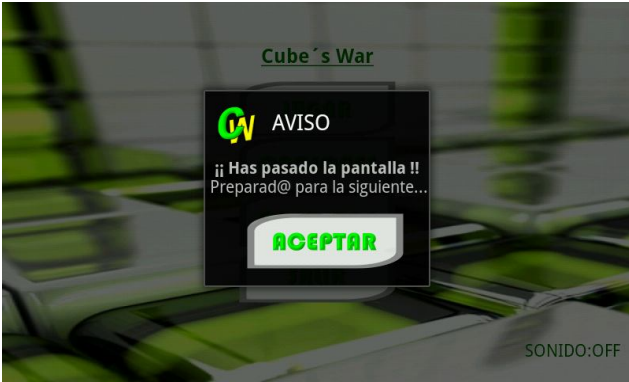 Cube´s War
CW AVISO
¡¡ Has pasado la pantalla !!
Preparad@ para la siguiente...
ACEPTAR
SONIDO:OFF